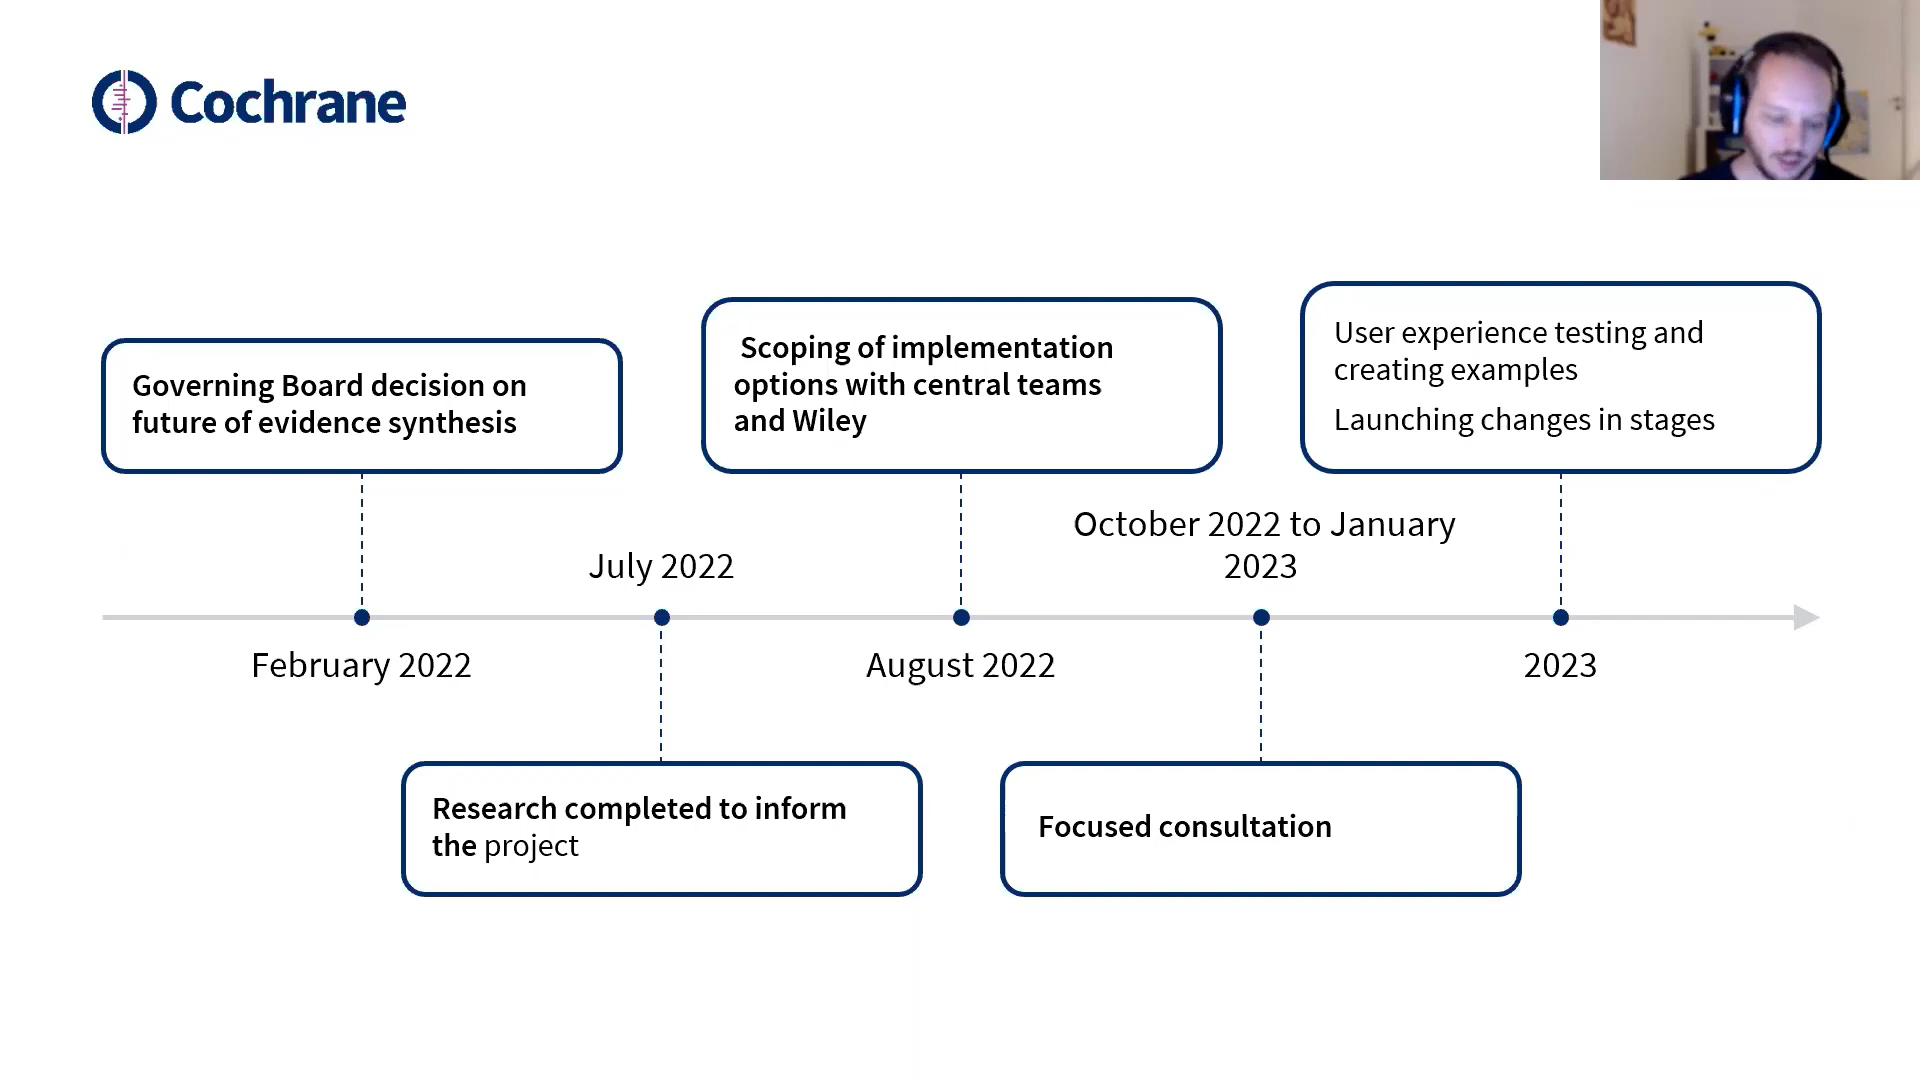 Cochrane
Governing Board decision on
future of evidence synthesis
Scoping of implementation
options with central teams
and Wiley
User experience testing and
creating examples
Launching changes in stages
July 2022
October 2022 to January
2023
February 2022
August 2022
2023
Research completed to inform
the project
Focused consultation